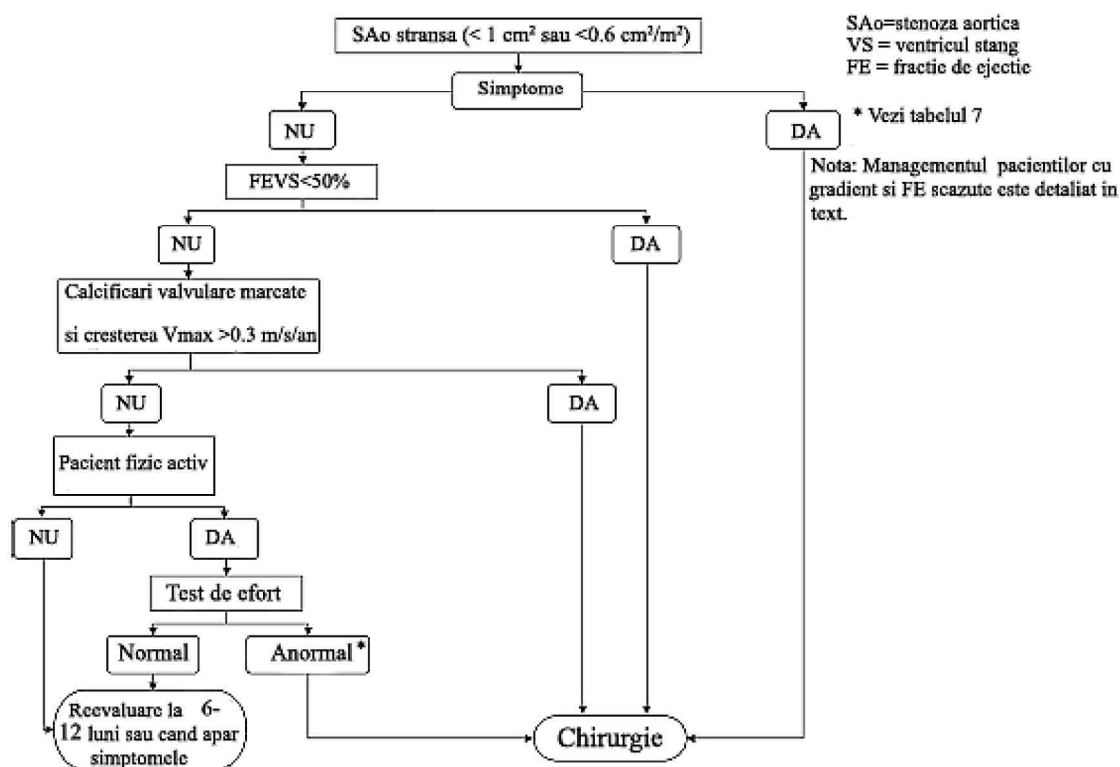 SAo stransa (< 1 cm² sau <0.6 cm²/m²)
SAo=stenoza aortica
VS = ventricul stang
FE = fractie de ejectie
Simptome
NU
DA
* Vezi tabelul 7
Nota: Managementul pacientilor cu
gradient si FE scazute este detaliat in
text.
FEVS<50%
NU
DA
Calcificari valvulare marcate
si cresterea Vmax >0.3 m/s/an
NU
DA
Pacient fizic activ
NU
DA
Test de efort
Normal
Anormal*
Reevaluare la 6-
12 luni sau cand apar
simptomele
Chirurgie